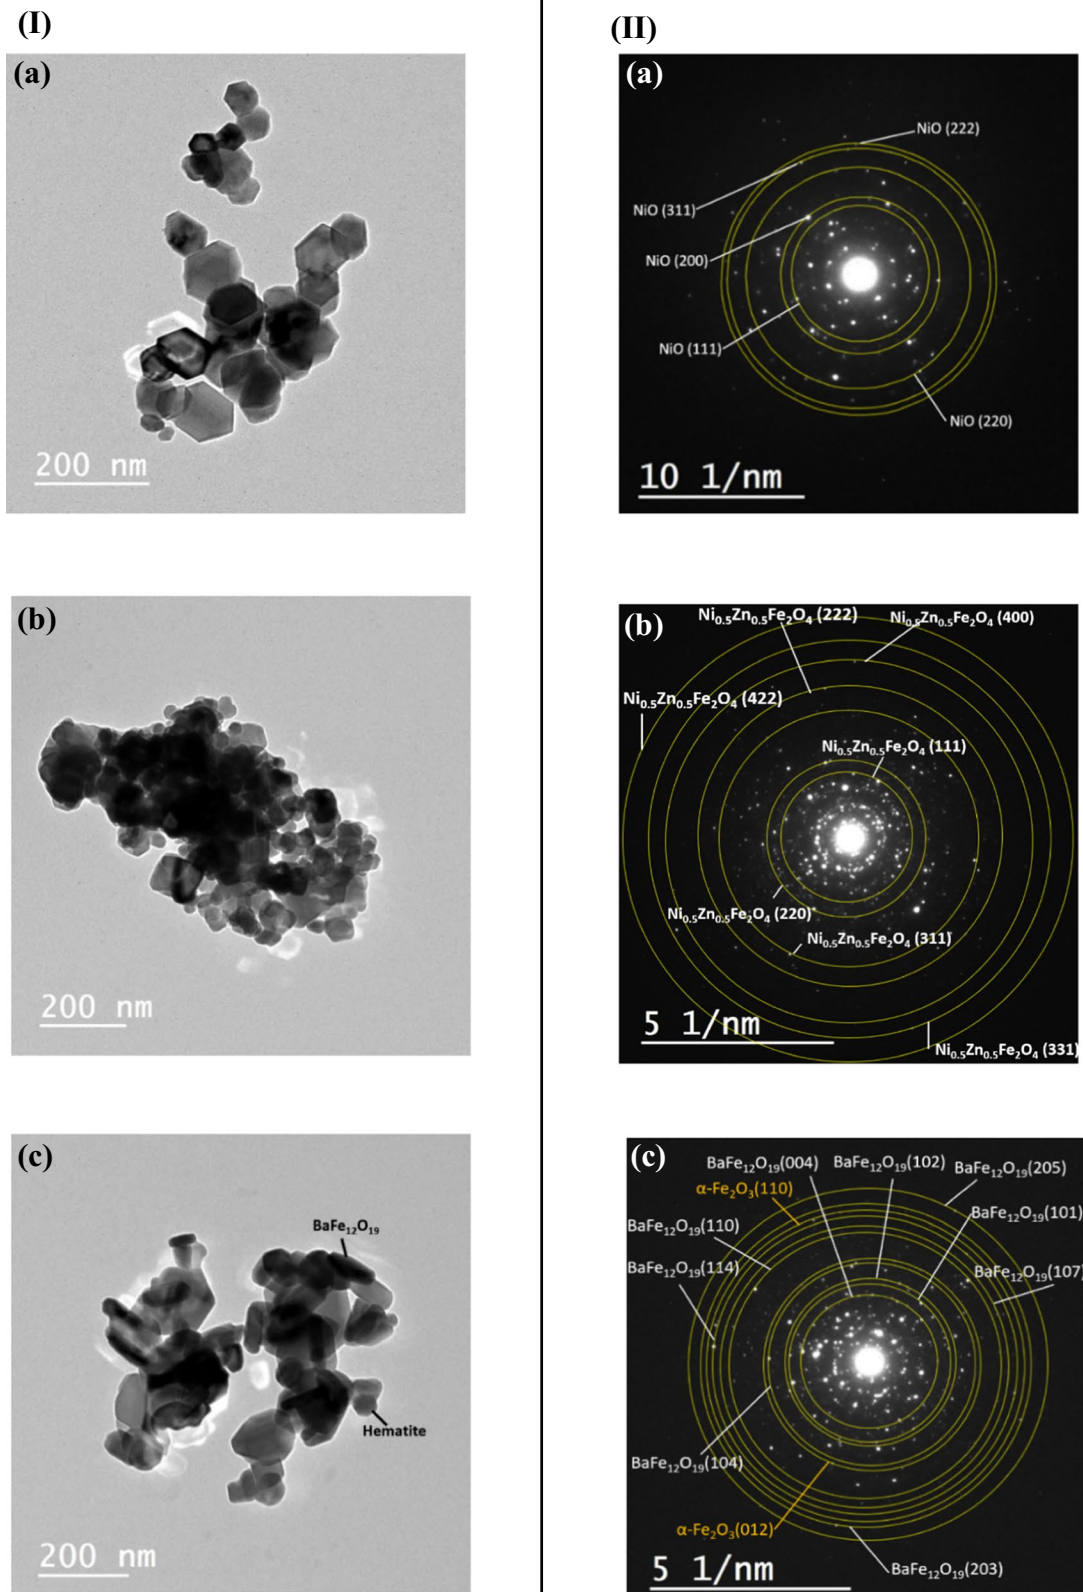 (I)
(II)
(a)
200 nm
(a)
NiO (222)
NiO (311)
NiO (200)
NiO (111)
NiO (220)
10 1/nm
(b)
200 nm
(b)
Ni₀.₅Zn₀.₅Fe₂O₄ (222)
Ni₀.₅Zn₀.₅Fe₂O₄ (400)
Ni₀.₅Zn₀.₅Fe₂O₄ (422)
Ni₀.₅Zn₀.₅Fe₂O₄ (111)
Ni₀.₅Zn₀.₅Fe₂O₄ (220)
Ni₀.₅Zn₀.₅Fe₂O₄ (311)
5 1/nm
Ni₀.₅Zn₀.₅Fe₂O₄ (331)
(c)
BaFe₁₂O₁₉
Hematite
200 nm
(c)
BaFe₁₂O₁₉(004)
BaFe₁₂O₁₉(102)
BaFe₁₂O₁₉(205)
α-Fe₂O₃(110)
BaFe₁₂O₁₉(101)
BaFe₁₂O₁₉(110)
BaFe₁₂O₁₉(114)
BaFe₁₂O₁₉(107)
BaFe₁₂O₁₉(104)
α-Fe₂O₃(012)
BaFe₁₂O₁₉(203)
5 1/nm